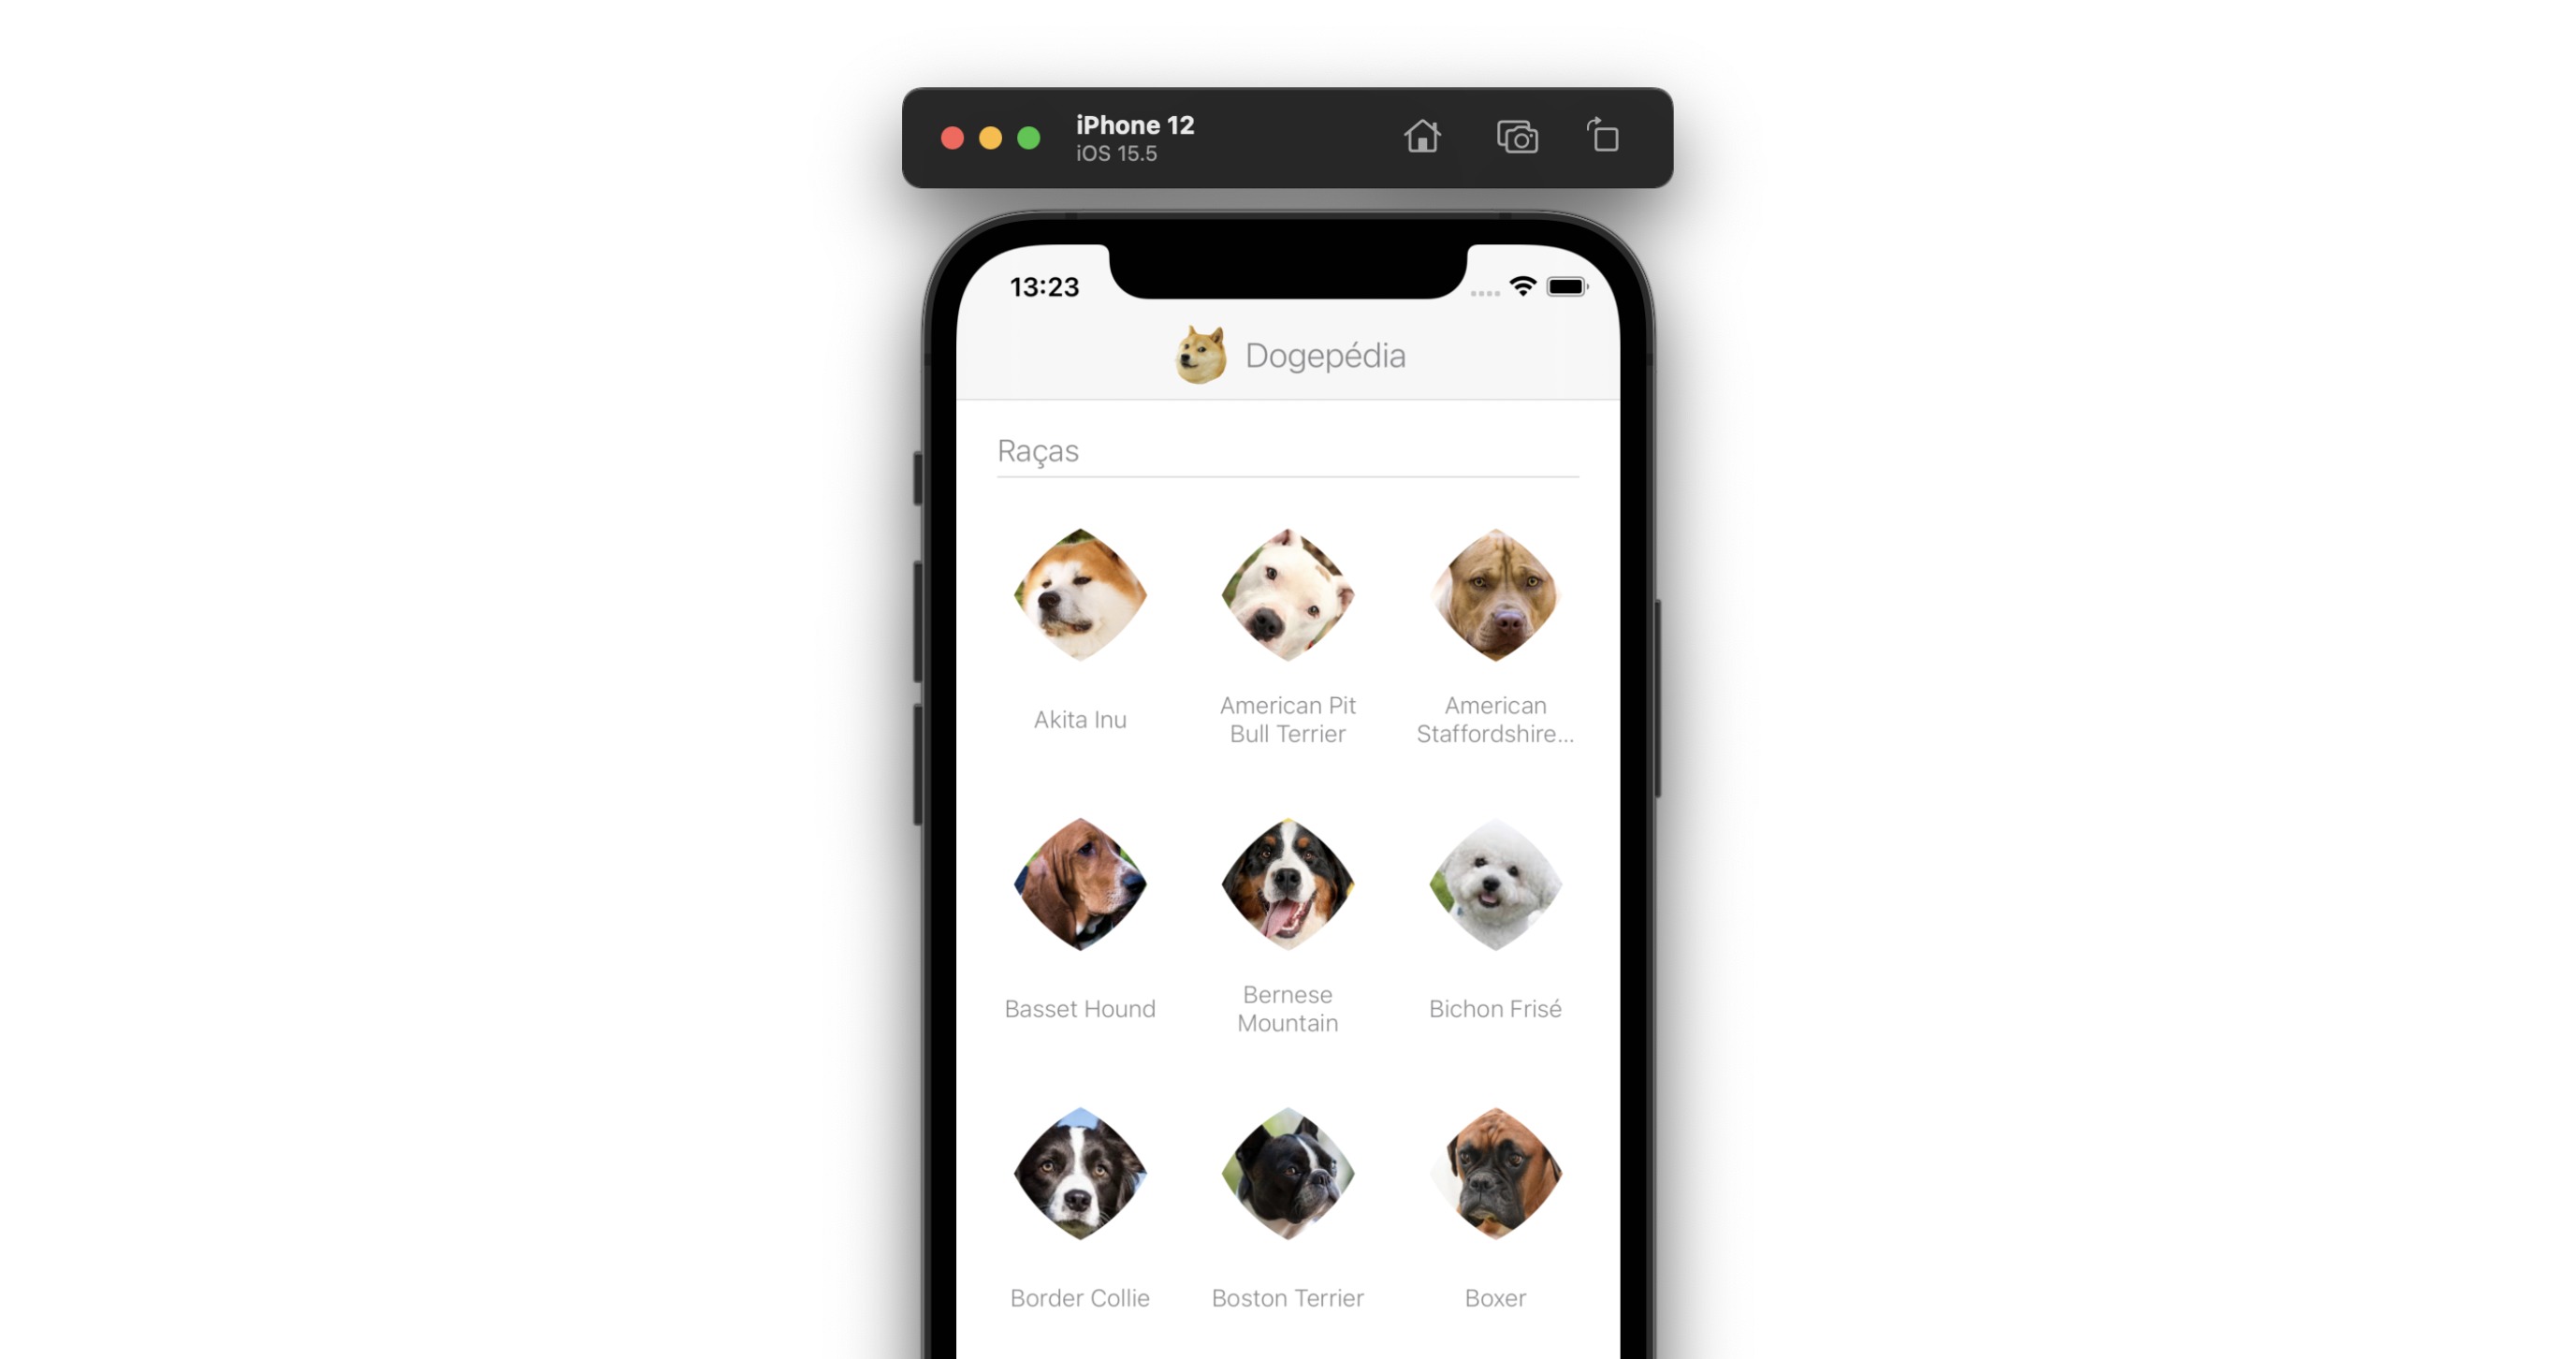 iPhone 12
iOS 15.5
13:23
Dogepédia
Raças
Akita Inu
American Pit
Bull Terrier
American
Staffordshire...
Basset Hound
Bernese
Mountain
Bichon Frisé
Border Collie
Boston Terrier
Boxer